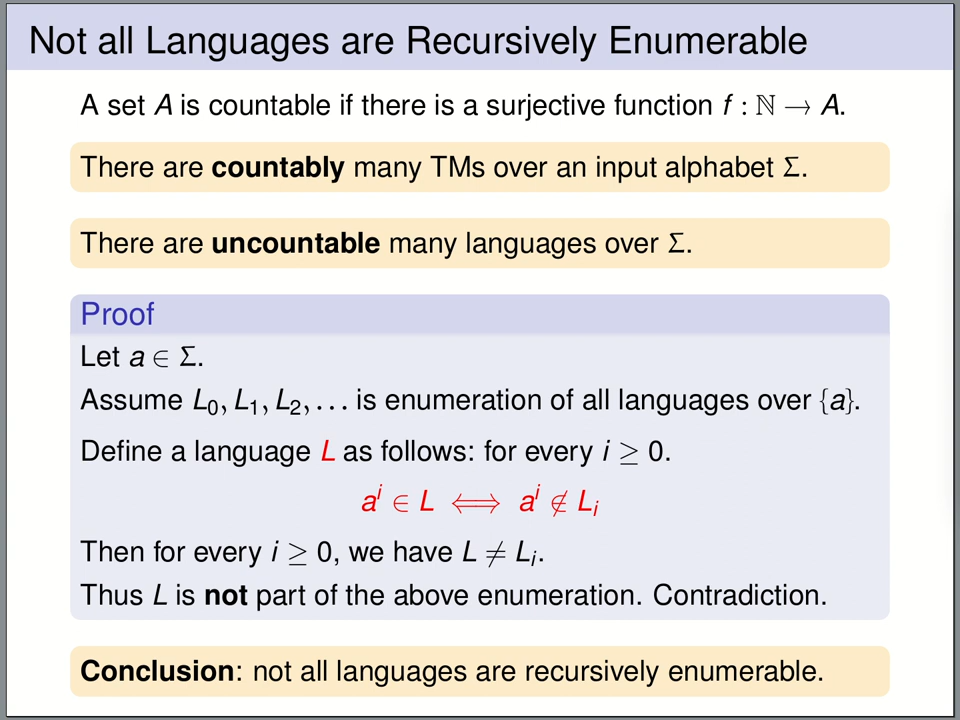 Not all Languages are Recursively Enumerable
A set A is countable if there is a surjective function f : ℕ → A.
There are countably many TMs over an input alphabet Σ.
There are uncountable many languages over Σ.
Proof
Let a ∈ Σ.
Assume L₀, L₁, L₂, . . . is enumeration of all languages over {a}.
Define a language L as follows: for every i ≥ 0.
aⁱ ∈ L ⟺ aⁱ ∉ Lᵢ
Then for every i ≥ 0, we have L ≠ Lᵢ.
Thus L is not part of the above enumeration. Contradiction.
Conclusion: not all languages are recursively enumerable.